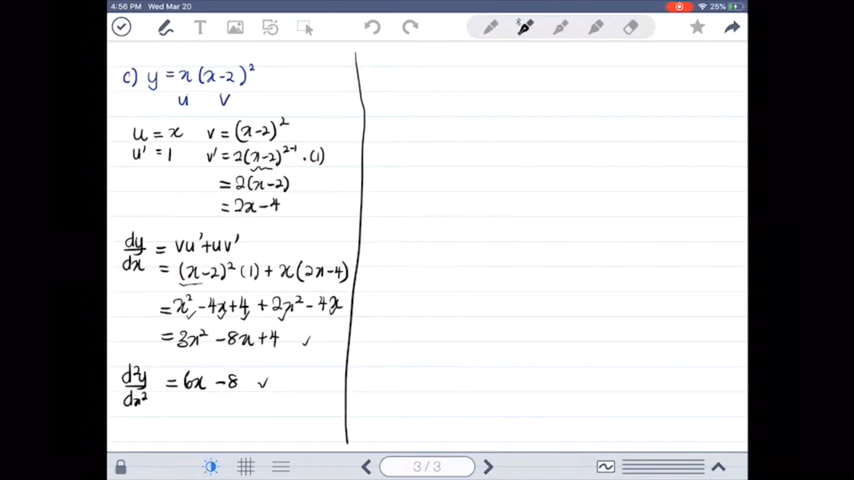 4:56 PM Wed Mar 20
25%
T
c) y = x(x-2)²
u v
u = x v = (x-2)²
u' = 1 v' = 2(x-2)²⁻¹ · (1)
= 2(x-2)
= 2x-4
dy/dx = vu' + uv'
= (x-2)² (1) + x(2x-4)
= x² - 4x + 4 + 2x² - 4x
= 3x² - 8x + 4 ✓
d²y/dx² = 6x - 8 ✓
3 / 3